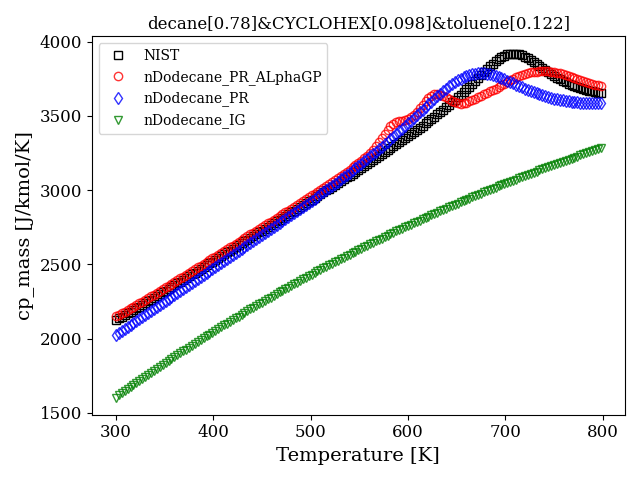 decane[0.78]&CYCLOHEX[0.098]&toluene[0.122]
4000
3500
3000
2500
2000
1500
cp_mass [J/kmol/K]
NIST
nDodecane_PR_ALphaGP
nDodecane_PR
nDodecane_IG
300 400 500 600 700 800
Temperature [K]